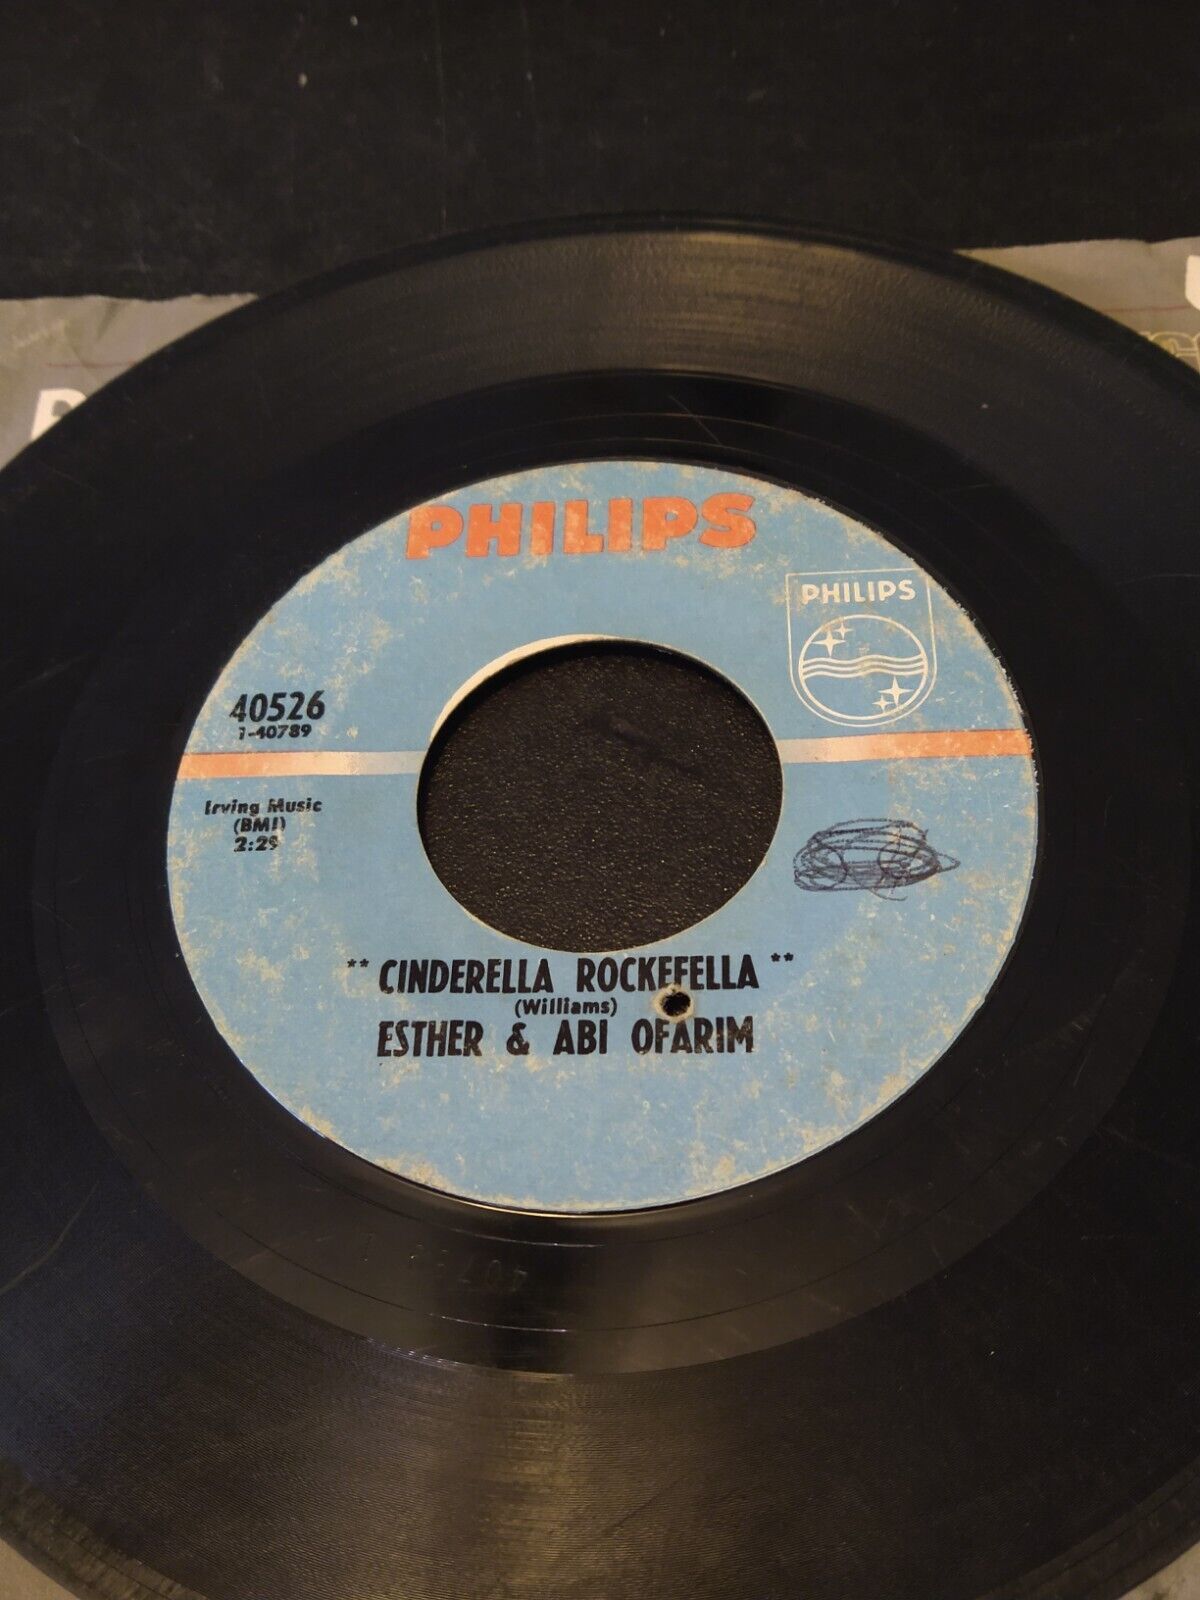 PHILIPS
PHILIPS
40526
1-40789
Irving Music
(BMI)
2:29
** CINDERELLA ROCKEFELLA **
(Williams)
ESTHER & ABI OFARIM